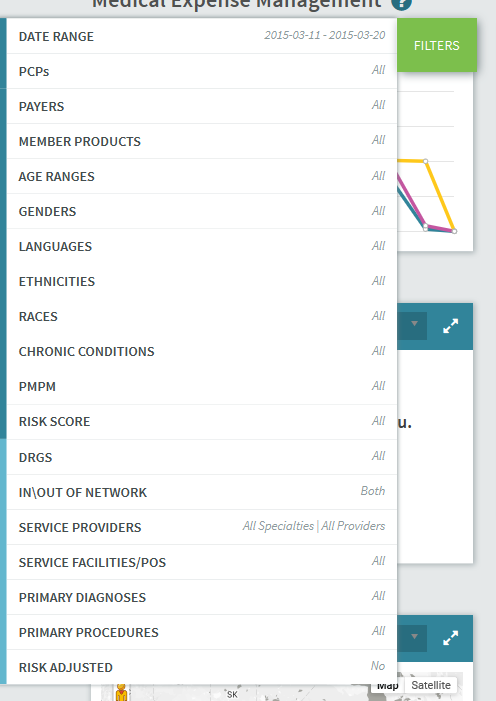 Medical Expense Management ?
DATE RANGE 2015-03-11 - 2015-03-20
FILTERS
PCPs All
PAYERS All
MEMBER PRODUCTS All
AGE RANGES All
GENDERS All
LANGUAGES All
ETHNICITIES All
RACES All
CHRONIC CONDITIONS All
PMPM All
RISK SCORE All
u.
DRGS All
IN\OUT OF NETWORK Both
SERVICE PROVIDERS All Specialties | All Providers
SERVICE FACILITIES/POS All
PRIMARY DIAGNOSES All
PRIMARY PROCEDURES All
RISK ADJUSTED No
Map Satellite
SK